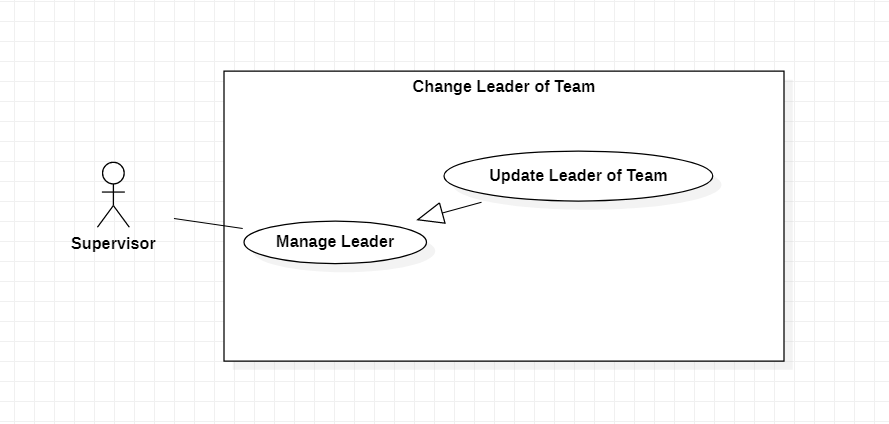 Change Leader of Team
Update Leader of Team
Supervisor
Manage Leader